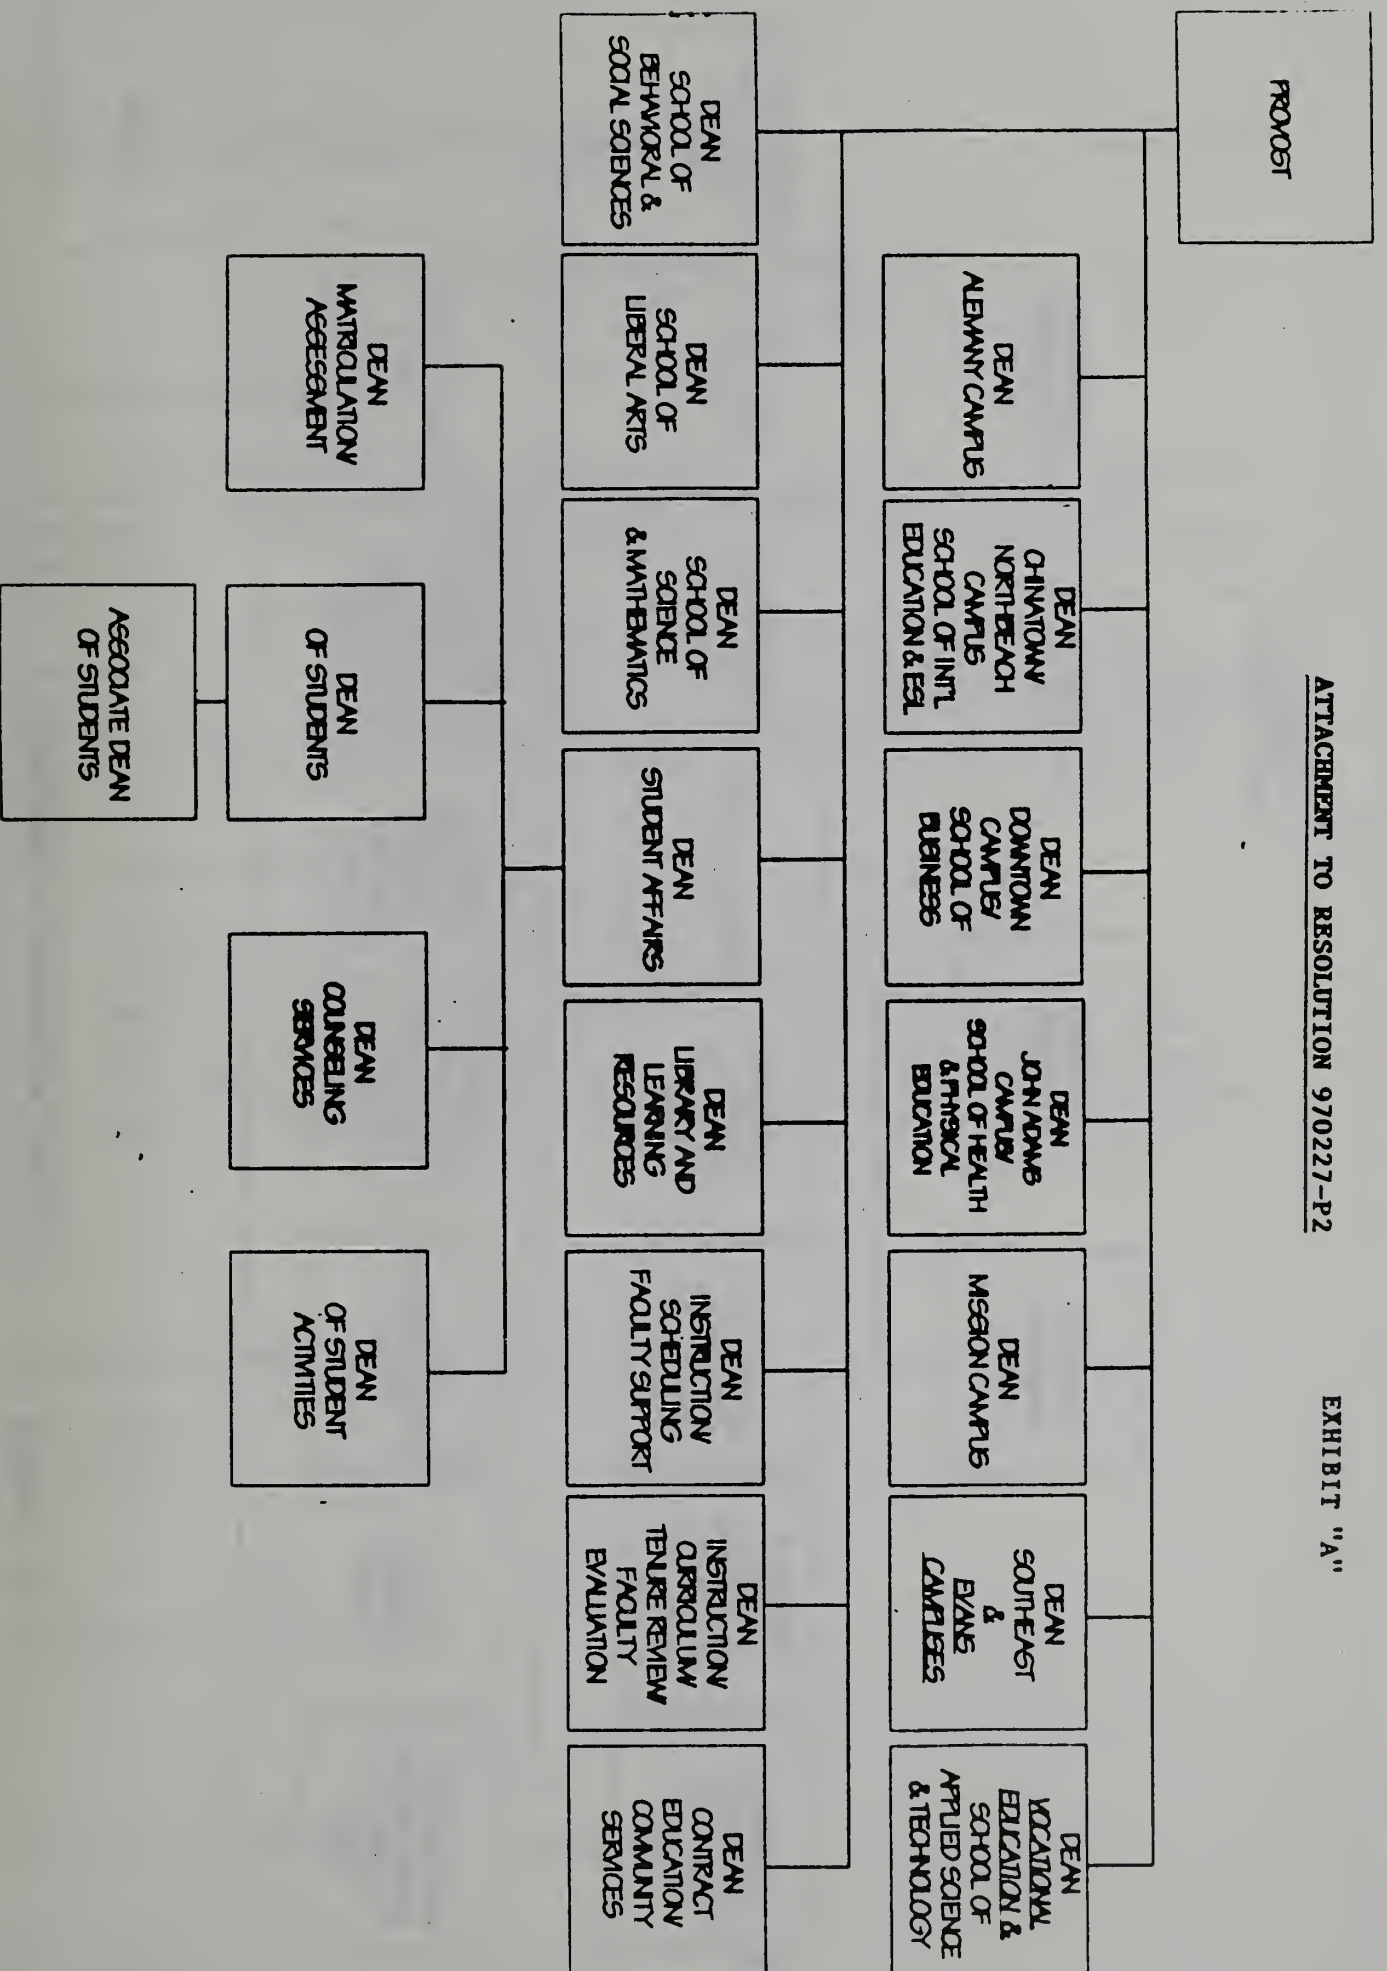 ATTACHMENT TO RESOLUTION 970227-P2
EXHIBIT "A"
PROVOST
DEAN
ALEMANY CAMPUS
DEAN
CHINATOWN
NORTH BEACH
CAMPUS
SCHOOL OF INT'L
EDUCATION & ESL
DEAN
DOWNTOWN
CAMPUS/
SCHOOL OF
BUSINESS
DEAN
JOHN ADAMS
CAMPUS/
SCHOOL OF HEALTH
& PHYSICAL
EDUCATION
DEAN
MISSION CAMPUS
DEAN
SOUTHEAST
&
EVANS
CAMPUSES
DEAN
VOCATIONAL
EDUCATION &
SCHOOL OF
APPLIED SCIENCE
& TECHNOLOGY
DEAN
SCHOOL OF
BEHAVIORAL &
SOCIAL SCIENCES
DEAN
SCHOOL OF
LIBERAL ARTS
DEAN
SCHOOL OF
SCIENCE
& MATHEMATICS
DEAN
STUDENT AFFAIRS
DEAN
LIBRARY AND
LEARNING
RESOURCES
DEAN
INSTRUCTION/
SCHEDULING
FACULTY SUPPORT
DEAN
INSTRUCTION/
CURRICULUM/
TENURE REVIEW/
FACULTY
EVALUATION
DEAN
CONTRACT
EDUCATION/
COMMUNITY
SERVICES
DEAN
MATRICULATION/
ASSESSMENT
DEAN
OF STUDENTS
DEAN
COUNSELING
SERVICES
DEAN
OF STUDENT
ACTIVITIES
ASSOCIATE DEAN
OF STUDENTS